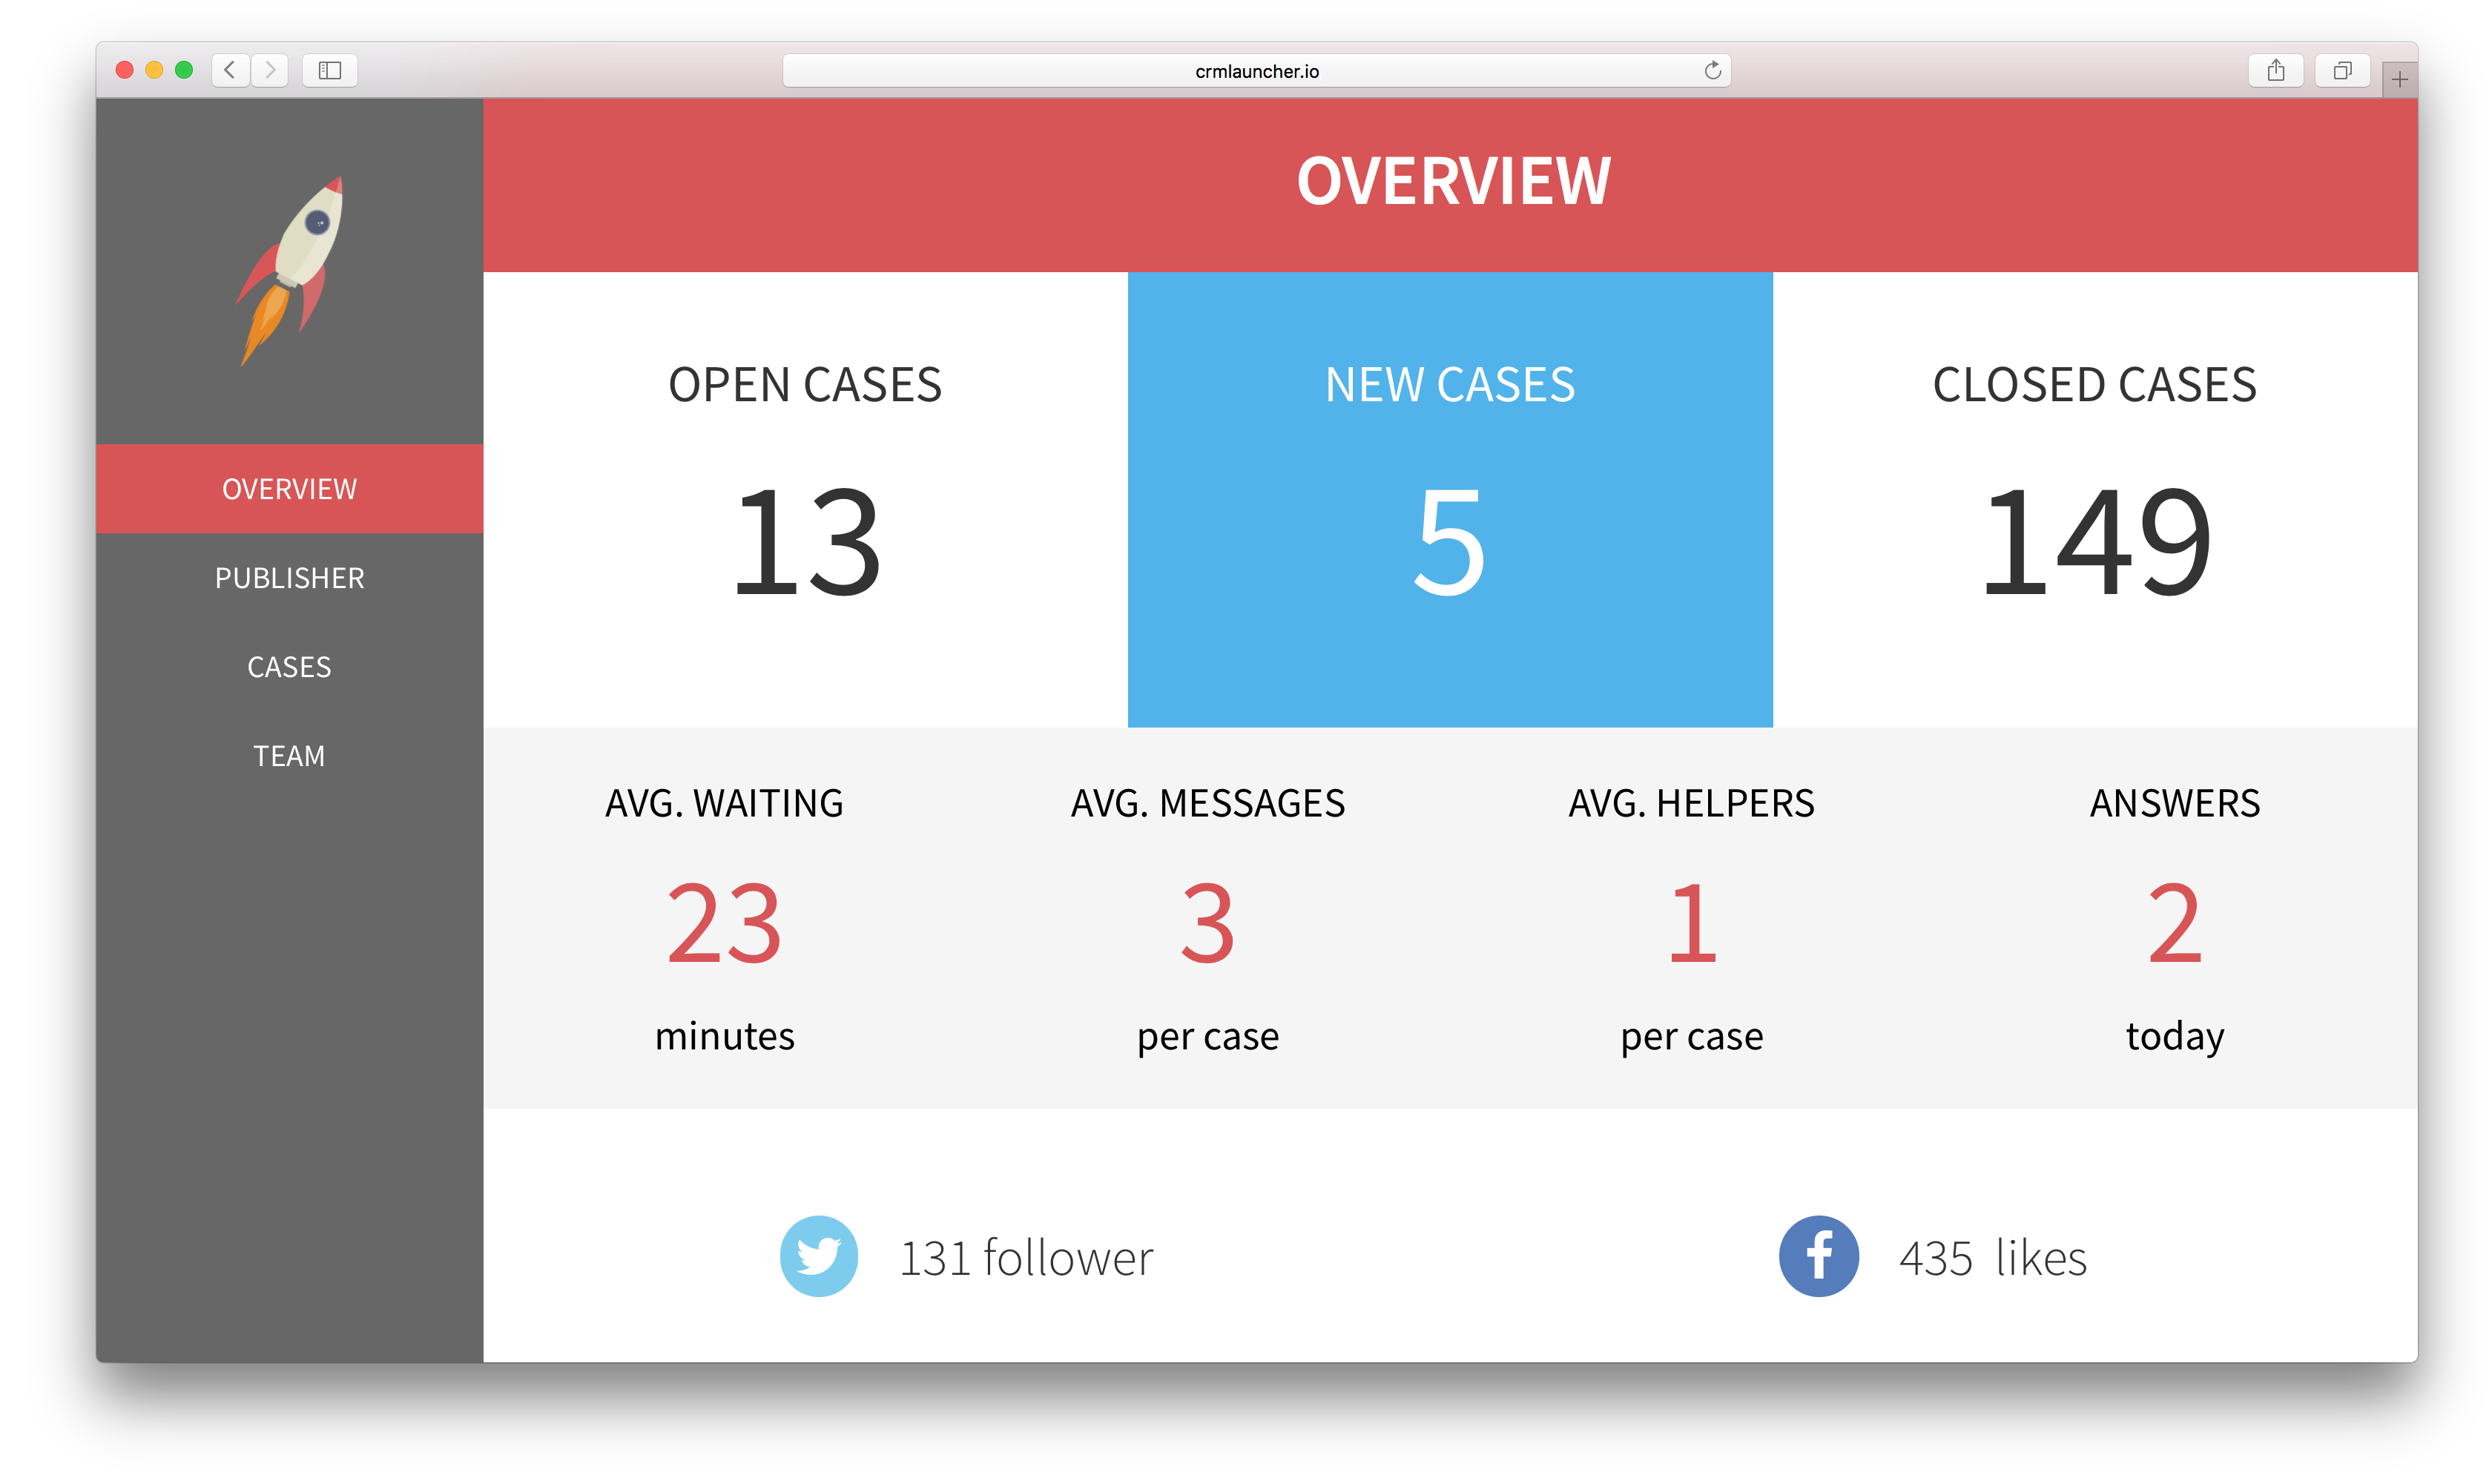 crmlauncher.io
OVERVIEW
OVERVIEW
PUBLISHER
CASES
TEAM
OPEN CASES
13
NEW CASES
5
CLOSED CASES
149
AVG. WAITING
23
minutes
AVG. MESSAGES
3
per case
AVG. HELPERS
1
per case
ANSWERS
2
today
131 follower
435 likes